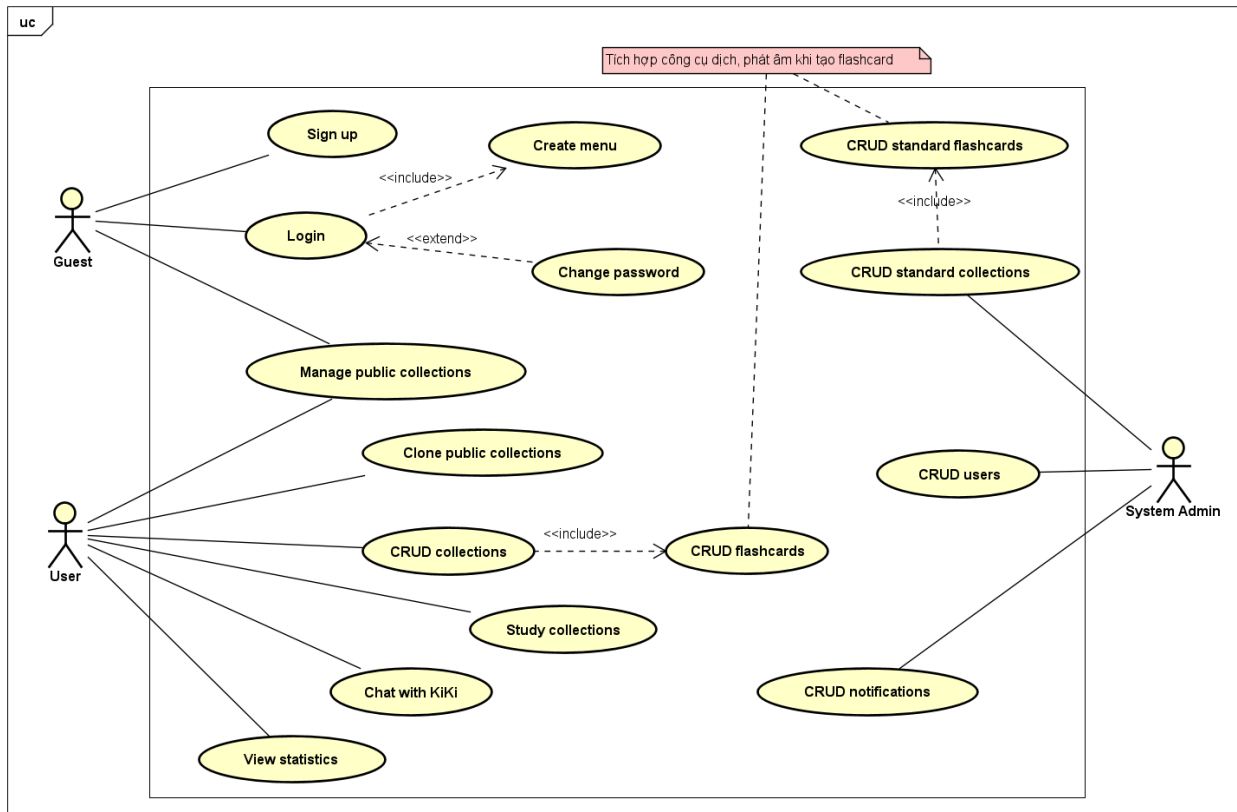 uc
Tích hợp công cụ dịch, phát âm khi tạo flashcard
Sign up
Create menu
CRUD standard flashcards
<<include>>
<<include>>
Login
<<extend>>
Guest
Change password
CRUD standard collections
Manage public collections
Clone public collections
CRUD users
System Admin
<<include>>
CRUD collections
CRUD flashcards
User
Study collections
Chat with KiKi
CRUD notifications
View statistics